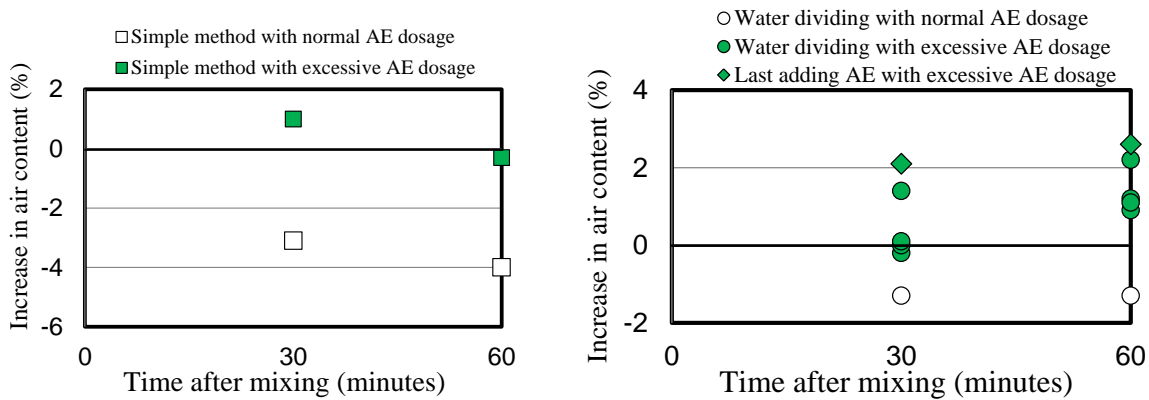 Simple method with normal AE dosage
Simple method with excessive AE dosage
Increase in air content (%)
2
0
-2
-4
-6
0
30
60
Time after mixing (minutes)
Water dividing with normal AE dosage
Water dividing with excessive AE dosage
Last adding AE with excessive AE dosage
Increase in air content (%)
4
2
0
-2
0
30
60
Time after mixing (minutes)